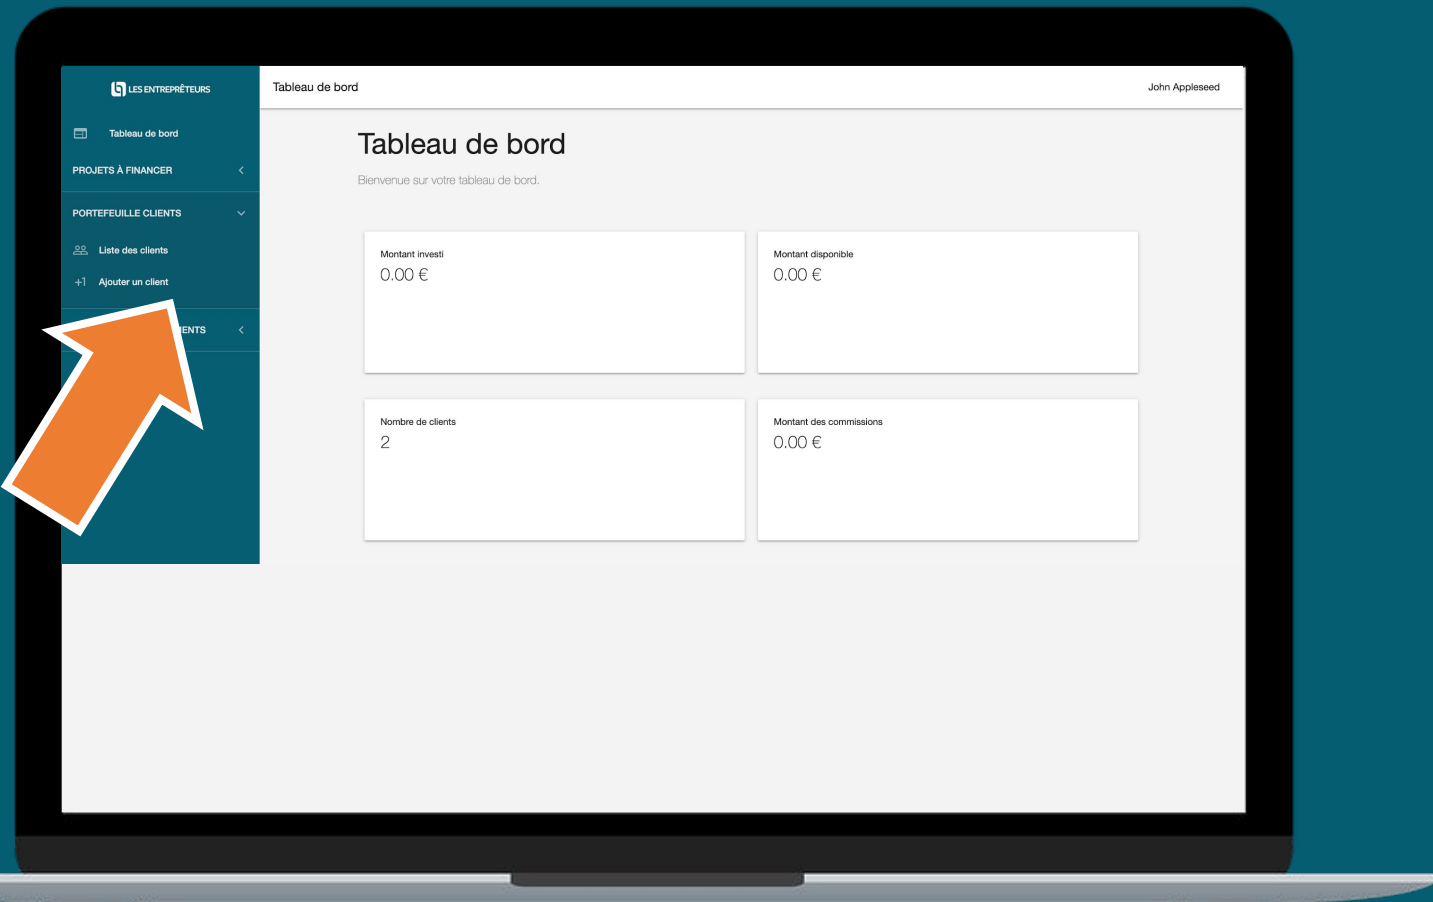 LES ENTREPRÊTEURS
Tableau de bord
John Appleseed
Tableau de bord
PROJETS À FINANCER
PORTEFEUILLE CLIENTS
Liste des clients
+1 Ajouter un client
Tableau de bord
Bienvenue sur votre tableau de bord.
Montant investi
0.00 €
Montant disponible
0.00 €
Nombre de clients
2
Montant des commissions
0.00 €